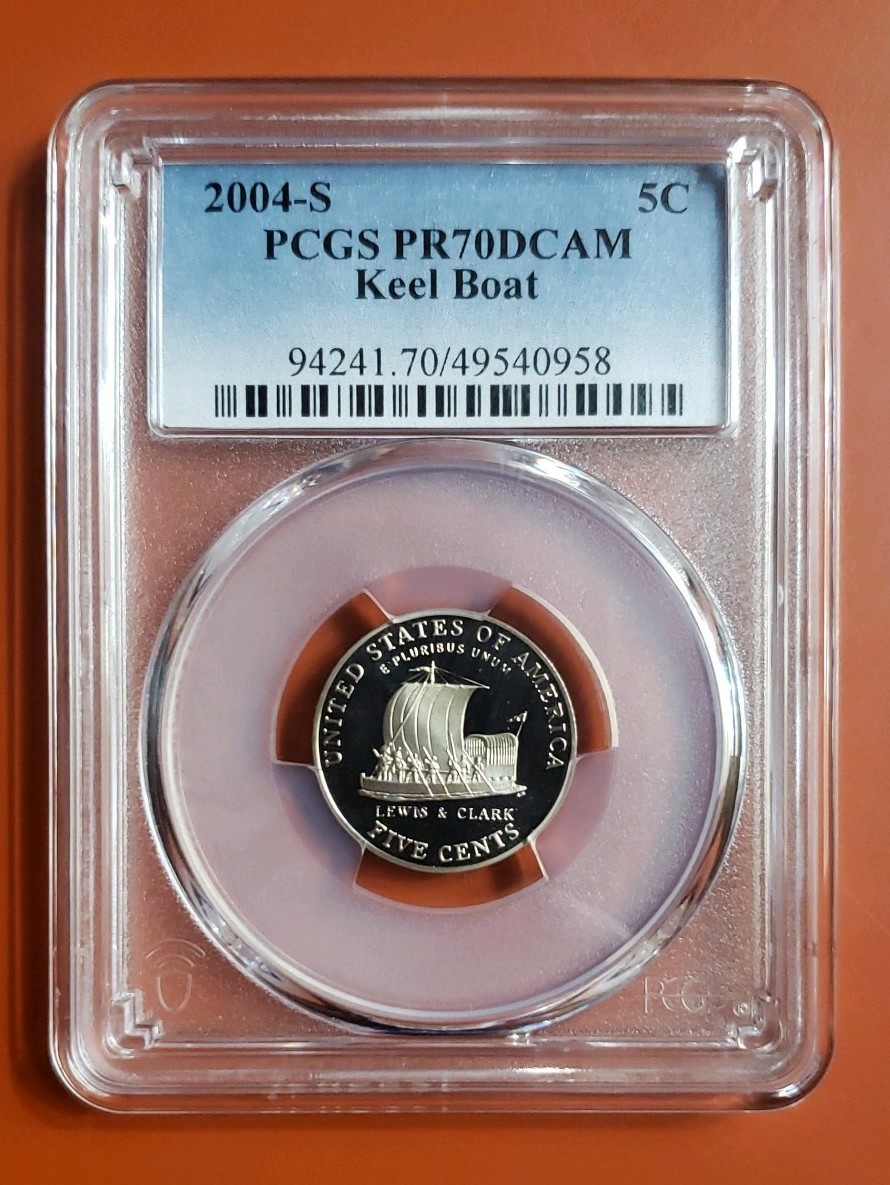 2004-S 5C
PCGS PR70DCAM
Keel Boat
94241.70/49540958
UNITED STATES OF AMERICA
E PLURIBUS UNUM
LEWIS & CLARK
FIVE CENTS
PCGS